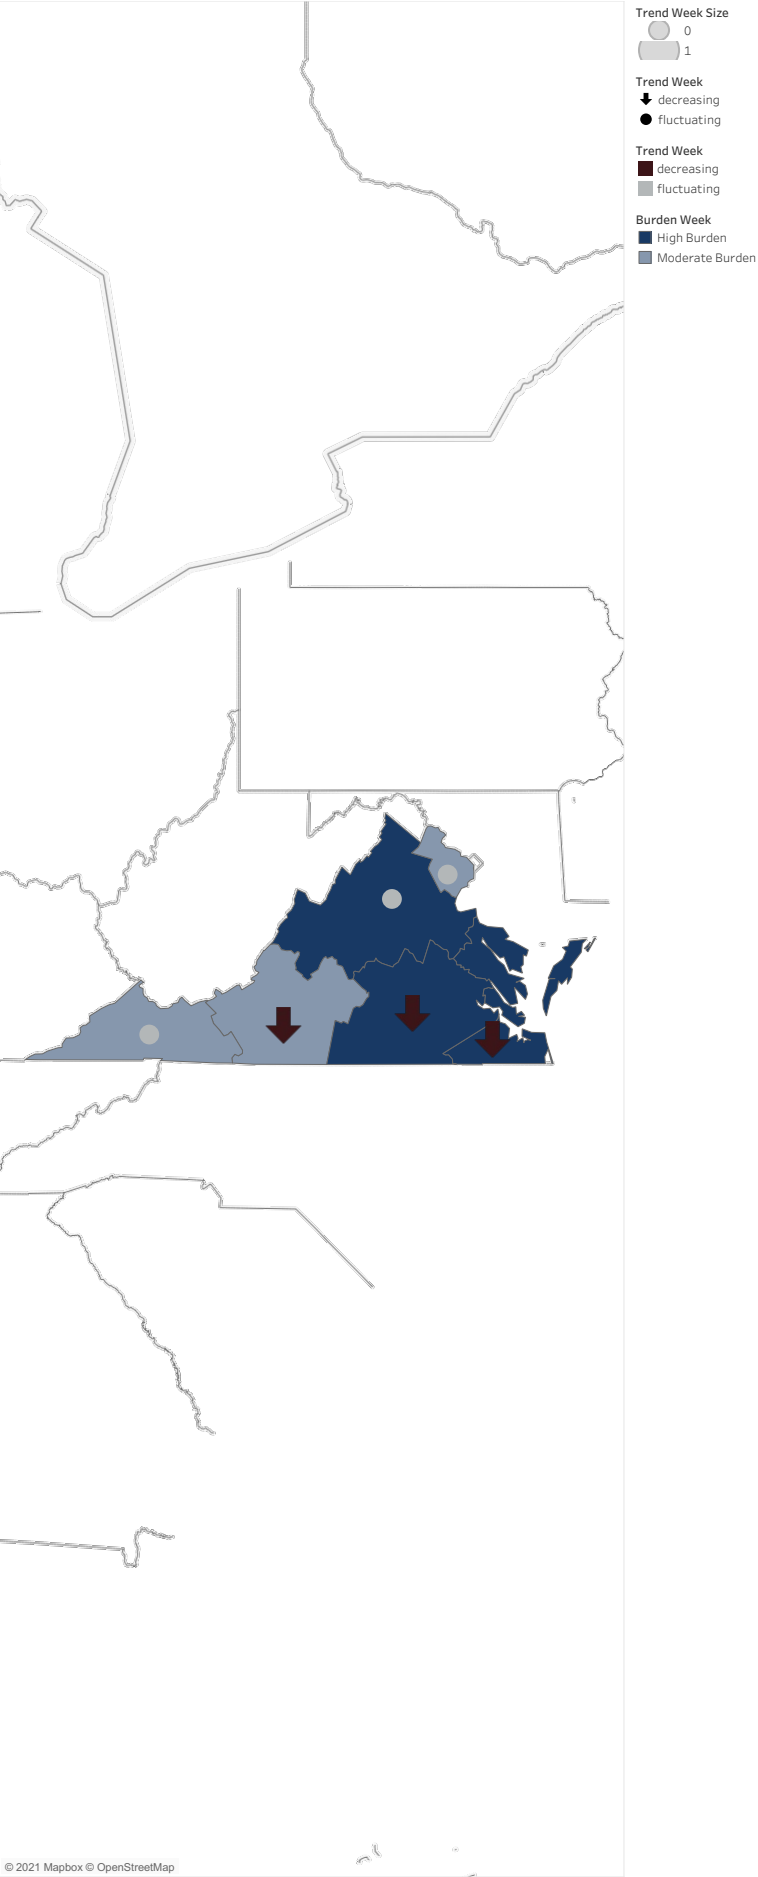 Trend Week Size
0
1
Trend Week
decreasing
fluctuating
Trend Week
decreasing
fluctuating
Burden Week
High Burden
Moderate Burden
© 2021 Mapbox © OpenStreetMap